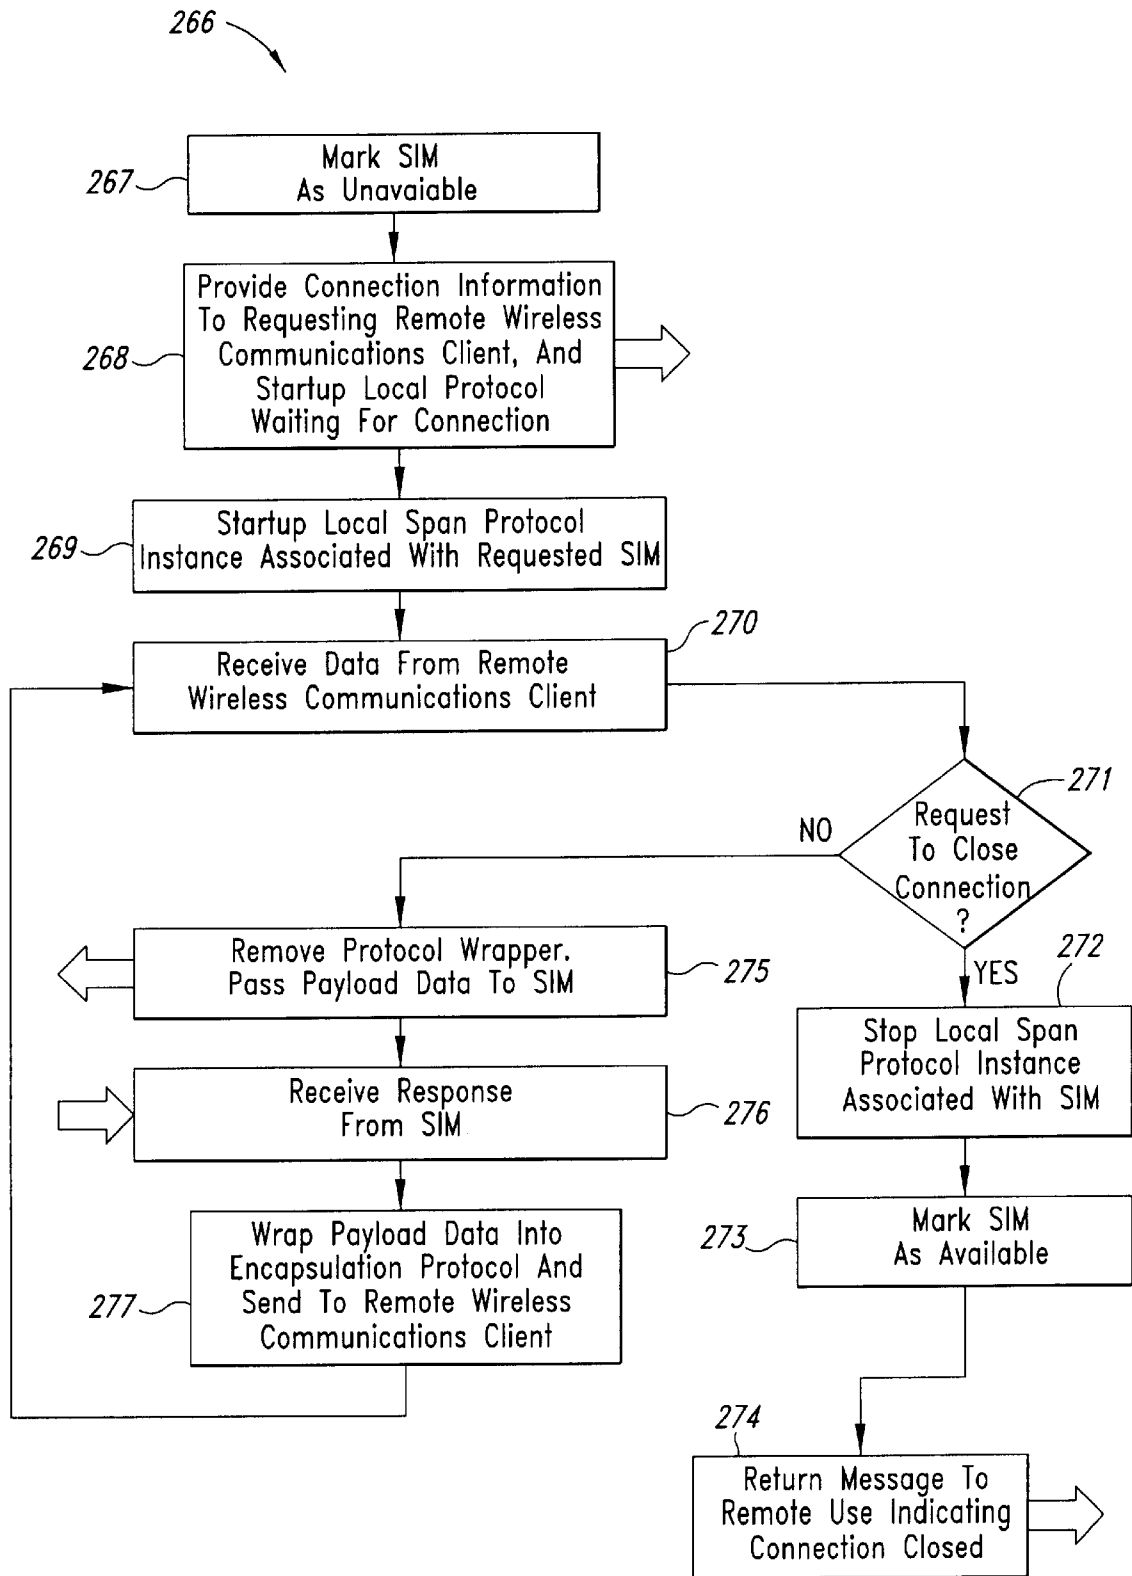 266
Mark SIM
As Unavaiable
267
Provide Connection Information
To Requesting Remote Wireless
Communications Client, And
Startup Local Protocol
Waiting For Connection
268
Startup Local Span Protocol
Instance Associated With Requested SIM
269
270
Receive Data From Remote
Wireless Communications Client
271
Request
To Close
Connection
?
NO
YES
Remove Protocol Wrapper.
Pass Payload Data To SIM
275
272
Stop Local Span
Protocol Instance
Associated With SIM
Receive Response
From SIM
276
Mark SIM
As Available
273
Wrap Payload Data Into
Encapsulation Protocol And
Send To Remote Wireless
Communications Client
277
274
Return Message To
Remote Use Indicating
Connection Closed